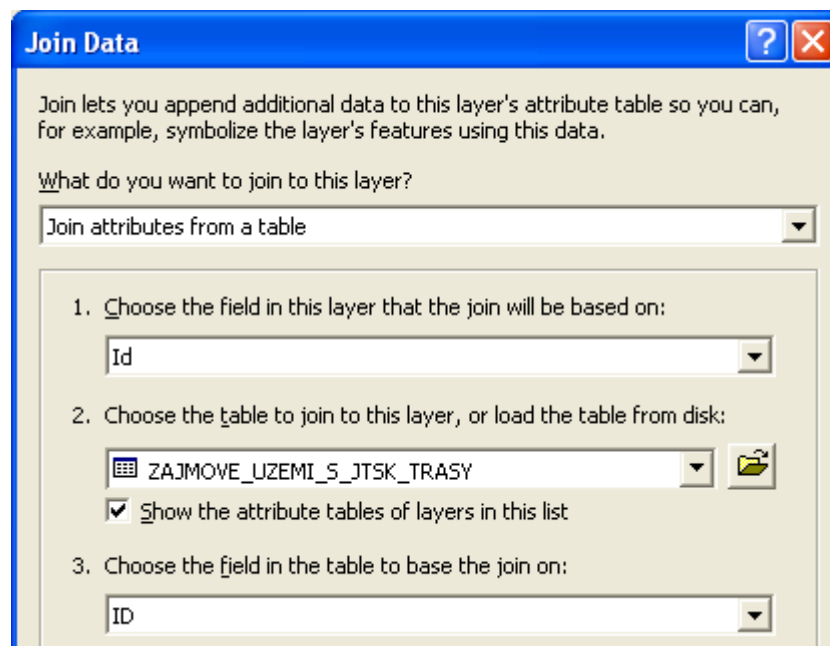 Join Data
Join lets you append additional data to this layer's attribute table so you can,
for example, symbolize the layer's features using this data.
What do you want to join to this layer?
Join attributes from a table
1. Choose the field in this layer that the join will be based on:
Id
2. Choose the table to join to this layer, or load the table from disk:
ZAJMOVE_UZEMI_S_JTSK_TRASY
Show the attribute tables of layers in this list
3. Choose the field in the table to base the join on:
ID